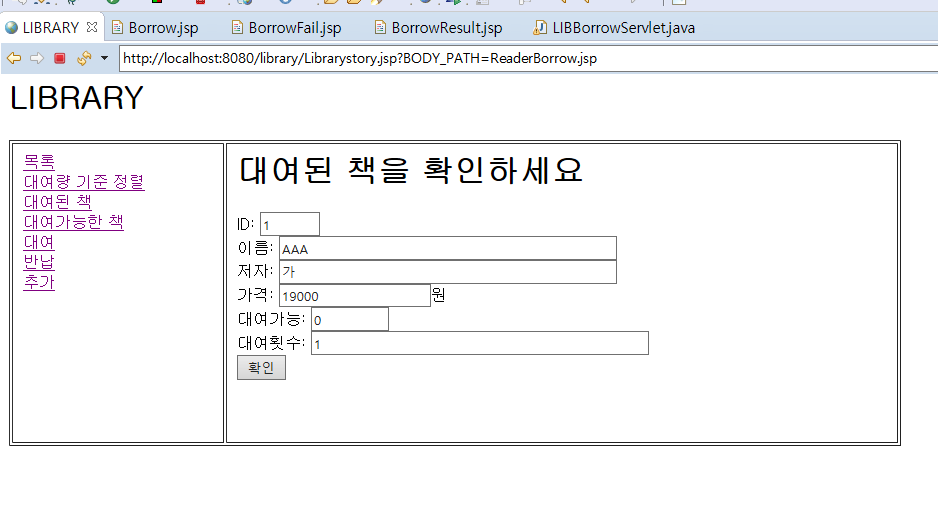 LIBRARY Borrow.jsp BorrowFail.jsp BorrowResult.jsp LIBBorrowServlet.java
http://localhost:8080/library/Librarystory.jsp?BODY_PATH=ReaderBorrow.jsp
LIBRARY
목록
대여량 기준 정렬
대여된 책
대여가능한 책
대여
반납
추가
대여된 책을 확인하세요
ID: 1
이름: AAA
저자: 가
가격: 19000 원
대여가능: 0
대여횟수: 1
확인